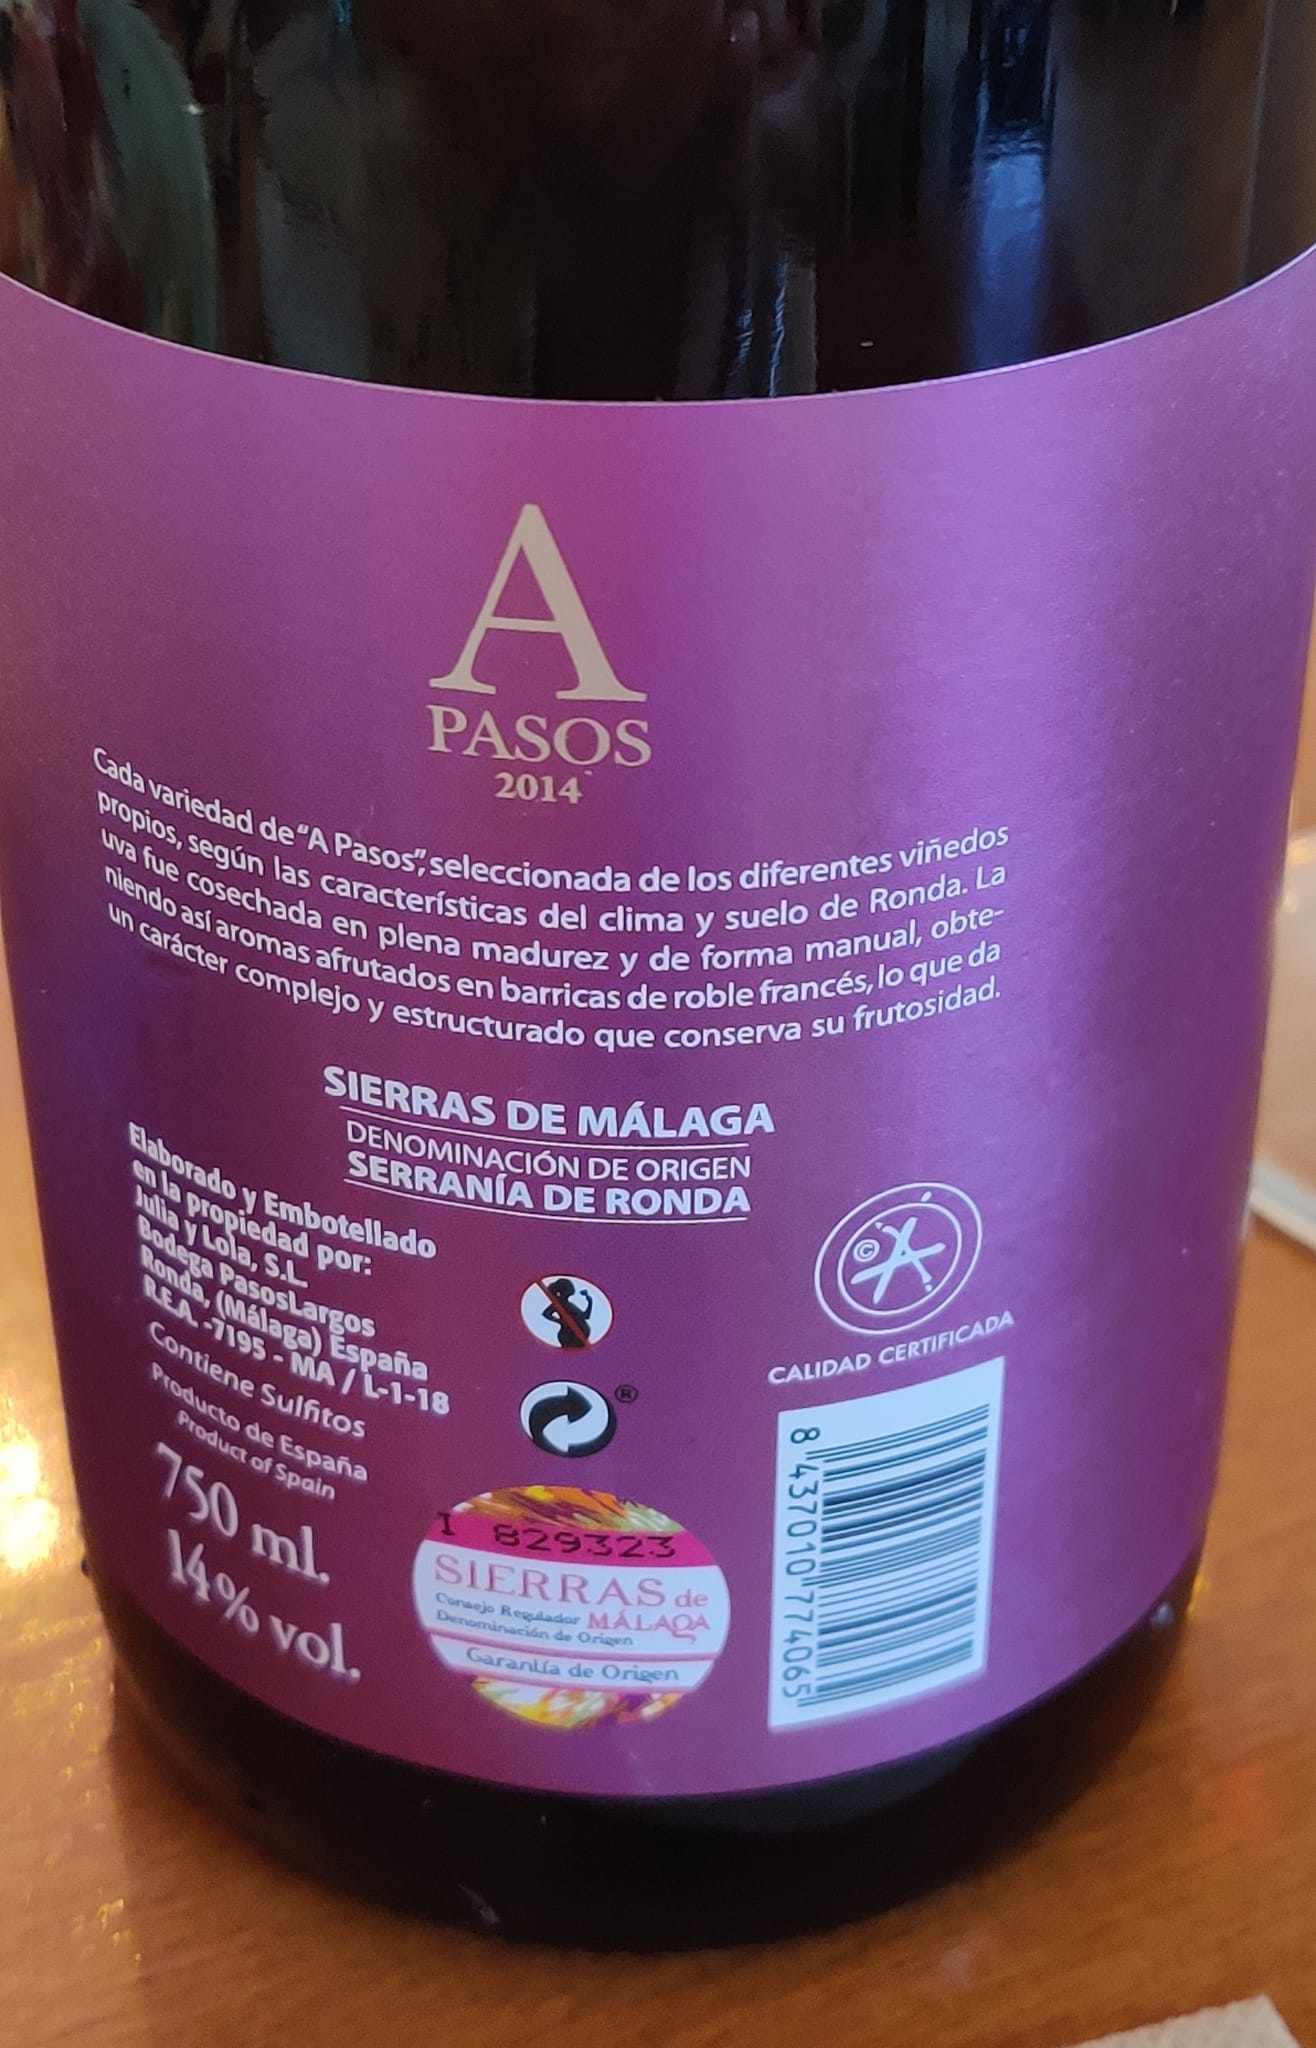 A
PASOS
2014
Cada variedad de "A Pasos", seleccionada de los diferentes viñedos
propios, según las características del clima y suelo de Ronda. La
uva fue cosechada en plena madurez y de forma manual, obte-
niendo así aromas afrutados en barricas de roble francés, lo que da
un carácter complejo y estructurado que conserva su frutosidad.
SIERRAS DE MÁLAGA
DENOMINACIÓN DE ORIGEN
SERRANÍA DE RONDA
Elaborado y Embotellado
en la propiedad por:
Julia y Lola, S.L.
Bodega PasosLargos
Ronda, (Málaga) España
R.E.A. -7195 - MA / L-1-18
Contiene Sulfitos
Producto de España
Product of Spain
750 ml.
14% vol.
®
I 829323
SIERRAS de
MÁLAGA
Consejo Regulador
Denominación de Origen
Garantía de Origen
©
CALIDAD CERTIFICADA
8 437010 774065